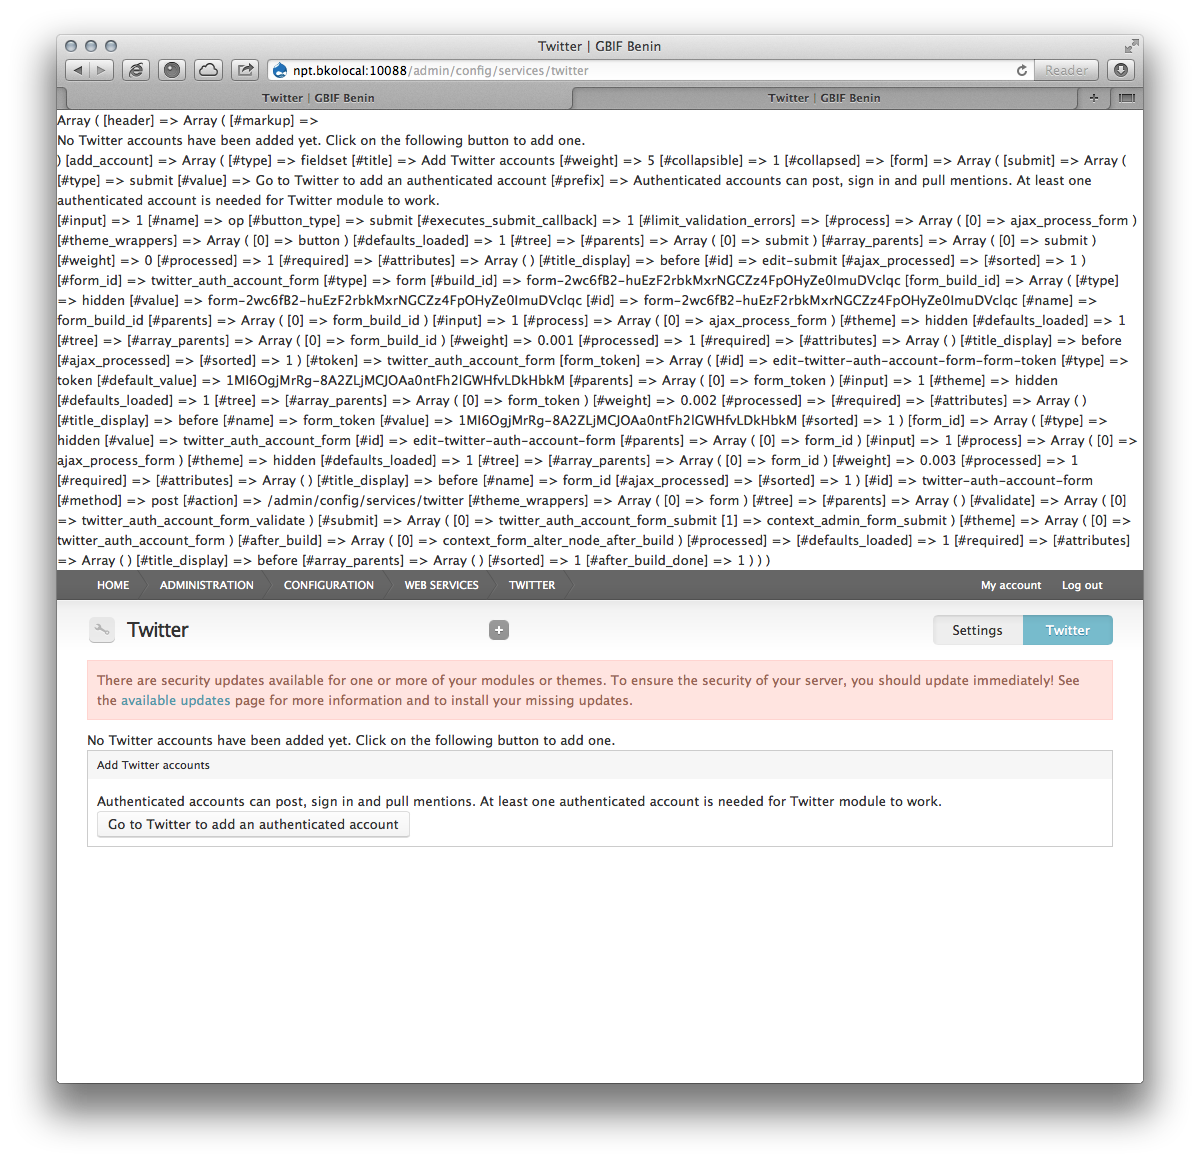 Twitter | GBIF Benin
npt.bkolocal:10088/admin/config/services/twitter
Reader
Twitter | GBIF Benin
Twitter | GBIF Benin
Array ( [header] => Array ( [#markup] =>
No Twitter accounts have been added yet. Click on the following button to add one.
) [add_account] => Array ( [#type] => fieldset [#title] => Add Twitter accounts [#weight] => 5 [#collapsible] => 1 [#collapsed] => [form] => Array ( [submit] => Array (
[#type] => submit [#value] => Go to Twitter to add an authenticated account [#prefix] => Authenticated accounts can post, sign in and pull mentions. At least one
authenticated account is needed for Twitter module to work.
[#input] => 1 [#name] => op [#button_type] => submit [#executes_submit_callback] => 1 [#limit_validation_errors] => [#process] => Array ( [0] => ajax_process_form )
[#theme_wrappers] => Array ( [0] => button ) [#defaults_loaded] => 1 [#tree] => [#parents] => Array ( [0] => submit ) [#array_parents] => Array ( [0] => submit )
[#weight] => 0 [#processed] => 1 [#required] => [#attributes] => Array ( ) [#title_display] => before [#id] => edit-submit [#ajax_processed] => [#sorted] => 1 )
[#form_id] => twitter_auth_account_form [#type] => form [#build_id] => form-2wc6fB2-huEzF2rbkMxrNGCZz4FpOHyZe0ImuDVclqc [form_build_id] => Array ( [#type]
=> hidden [#value] => form-2wc6fB2-huEzF2rbkMxrNGCZz4FpOHyZe0ImuDVclqc [#id] => form-2wc6fB2-huEzF2rbkMxrNGCZz4FpOHyZe0ImuDVclqc [#name] =>
form_build_id [#parents] => Array ( [0] => form_build_id ) [#input] => 1 [#process] => Array ( [0] => ajax_process_form ) [#theme] => hidden [#defaults_loaded] => 1
[#tree] => [#array_parents] => Array ( [0] => form_build_id ) [#weight] => 0.001 [#processed] => 1 [#required] => [#attributes] => Array ( ) [#title_display] => before
[#ajax_processed] => [#sorted] => 1 ) [#token] => twitter_auth_account_form [form_token] => Array ( [#id] => edit-twitter-auth-account-form-form-token [#type] =>
token [#default_value] => 1MI6OgjMrRg-8A2ZLjMCJOAa0ntFh2lGWHfvLDkHbkM [#parents] => Array ( [0] => form_token ) [#input] => 1 [#theme] => hidden
[#defaults_loaded] => 1 [#tree] => [#array_parents] => Array ( [0] => form_token ) [#weight] => 0.002 [#processed] => [#required] => [#attributes] => Array ( )
[#title_display] => before [#name] => form_token [#value] => 1MI6OgjMrRg-8A2ZLjMCJOAa0ntFh2lGWHfvLDkHbkM [#sorted] => 1 ) [form_id] => Array ( [#type] =>
hidden [#value] => twitter_auth_account_form [#id] => edit-twitter-auth-account-form [#parents] => Array ( [0] => form_id ) [#input] => 1 [#process] => Array ( [0] =>
ajax_process_form ) [#theme] => hidden [#defaults_loaded] => 1 [#tree] => [#array_parents] => Array ( [0] => form_id ) [#weight] => 0.003 [#processed] => 1
[#required] => [#attributes] => Array ( ) [#title_display] => before [#name] => form_id [#ajax_processed] => [#sorted] => 1 ) [#id] => twitter-auth-account-form
[#method] => post [#action] => /admin/config/services/twitter [#theme_wrappers] => Array ( [0] => form ) [#tree] => [#parents] => Array ( ) [#validate] => Array ( [0]
=> twitter_auth_account_form_validate ) [#submit] => Array ( [0] => twitter_auth_account_form_submit [1] => context_admin_form_submit ) [#theme] => Array ( [0] =>
twitter_auth_account_form ) [#after_build] => Array ( [0] => context_form_alter_node_after_build ) [#processed] => [#defaults_loaded] => 1 [#required] => [#attributes]
=> Array ( ) [#title_display] => before [#array_parents] => Array ( ) [#sorted] => 1 [#after_build_done] => 1 ) ) )
HOME ADMINISTRATION CONFIGURATION WEB SERVICES TWITTER My account Log out
Twitter + Settings Twitter
There are security updates available for one or more of your modules or themes. To ensure the security of your server, you should update immediately! See
the available updates page for more information and to install your missing updates.
No Twitter accounts have been added yet. Click on the following button to add one.
Add Twitter accounts
Authenticated accounts can post, sign in and pull mentions. At least one authenticated account is needed for Twitter module to work.
Go to Twitter to add an authenticated account